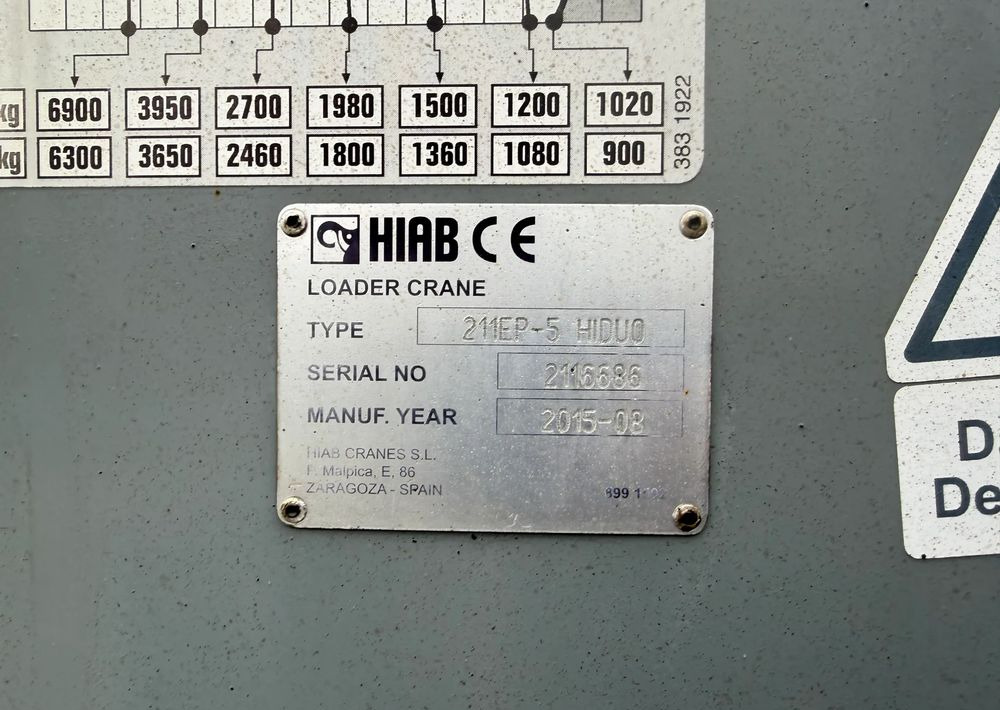 kg 6900 3950 2700 1980 1500 1200 1020
kg 6300 3650 2460 1800 1360 1080 900
383 1922
HIAB CE
LOADER CRANE
TYPE 211EP-5 HIDUO
SERIAL NO 2116686
MANUF. YEAR 2015-08
HIAB CRANES S.L.
F. Malpica, E, 86
ZARAGOZA - SPAIN
899
D
De